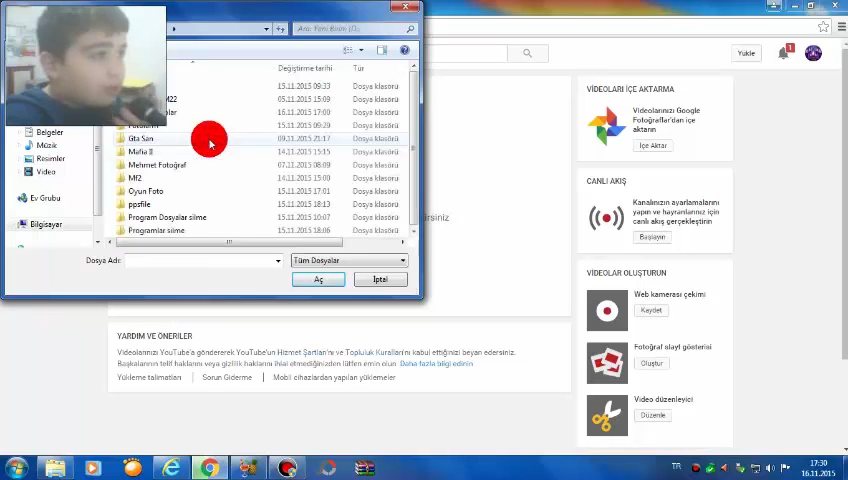 Ara: Yeni Birim (D:)
Değiştirme tarihi
Tür
15.11.2015 09:33
Dosya klasörü
M22
05.11.2015 15:09
Dosya klasörü
16.11.2015 17:00
Dosya klasörü
15.11.2015 09:29
Dosya klasörü
Gta San
09.11.2015 21:17
Dosya klasörü
Mafia II
14.11.2015 15:15
Dosya klasörü
Mehmet Fotoğraf
07.11.2015 08:09
Dosya klasörü
Mf2
14.11.2015 15:00
Dosya klasörü
Oyun Foto
15.11.2015 17:01
Dosya klasörü
ppsfile
15.11.2015 18:13
Dosya klasörü
Program Dosyalar silme
15.11.2015 10:07
Dosya klasörü
Programlar silme
15.11.2015 18:06
Dosya klasörü
Belgeler
Müzik
Resimler
Video
Ev Grubu
Bilgisayar
Dosya Adı:
Tüm Dosyalar
Aç
İptal
Yükle
1
VİDEOLARI İÇE AKTARMA
Videolarınızı Google
Fotoğraflar'dan içe
aktarın
İçe Aktar
CANLI AKIŞ
Kanalınızın ayarlamalarını
yapın ve hayranlarınız için
canlı akış gerçekleştirin
Başlayın
VİDEOLAR OLUŞTURUN
Web kamerası çekimi
Kaydet
Fotoğraf slayt gösterisi
Oluştur
Video düzenleyici
Düzenle
YARDIM VE ÖNERİLER
Videolarınızı YouTube'a göndererek YouTube'un Hizmet Şartları'nı ve Topluluk Kuralları'nı kabul ettiğinizi beyan edersiniz.
Başkalarının telif haklarını veya gizlilik haklarını ihlal etmediğinizden lütfen emin olun. Daha fazla bilgi edinin
Yükleme talimatları
Sorun Giderme
Mobil cihazlardan yapılan yüklemeler
TR
17:30
16.11.2015